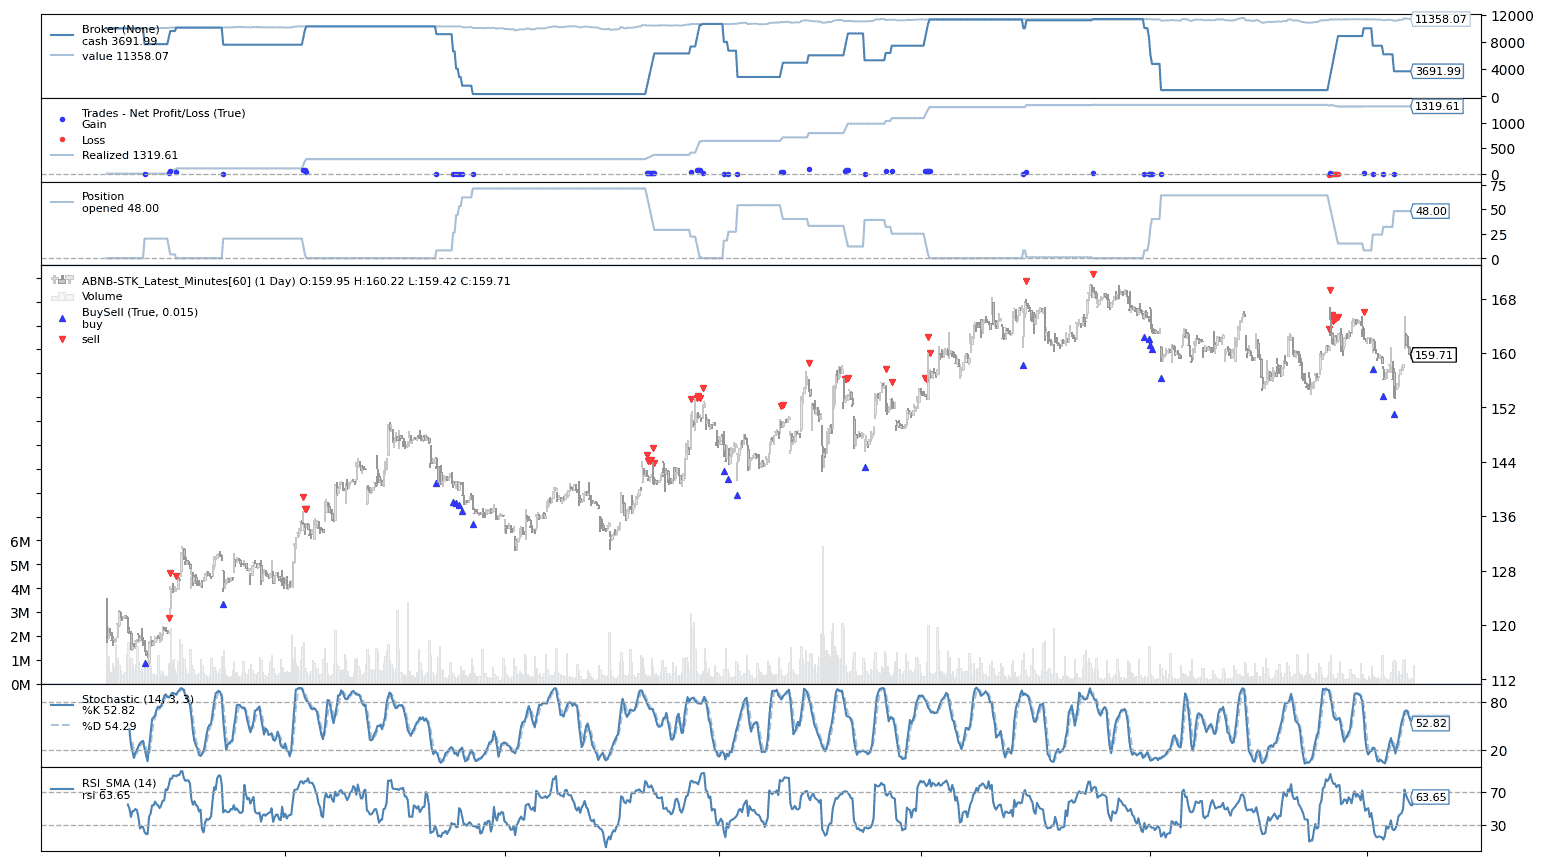 Broker (None)
cash 3691.99
value 11358.07
11358.07
3691.99
12000
8000
4000
0
Trades - Net Profit/Loss (True)
Gain
Loss
Realized 1319.61
1319.61
1000
500
0
Position
opened 48.00
48.00
75
50
25
0
ABNB-STK_Latest_Minutes[60] (1 Day) O:159.95 H:160.22 L:159.42 C:159.71
Volume
BuySell (True, 0.015)
buy
sell
159.71
168
160
152
144
136
128
120
112
6M
5M
4M
3M
2M
1M
0M
Stochastic (14, 3, 3)
%K 52.82
%D 54.29
52.82
80
20
RSI_SMA (14)
rsi 63.65
63.65
70
30